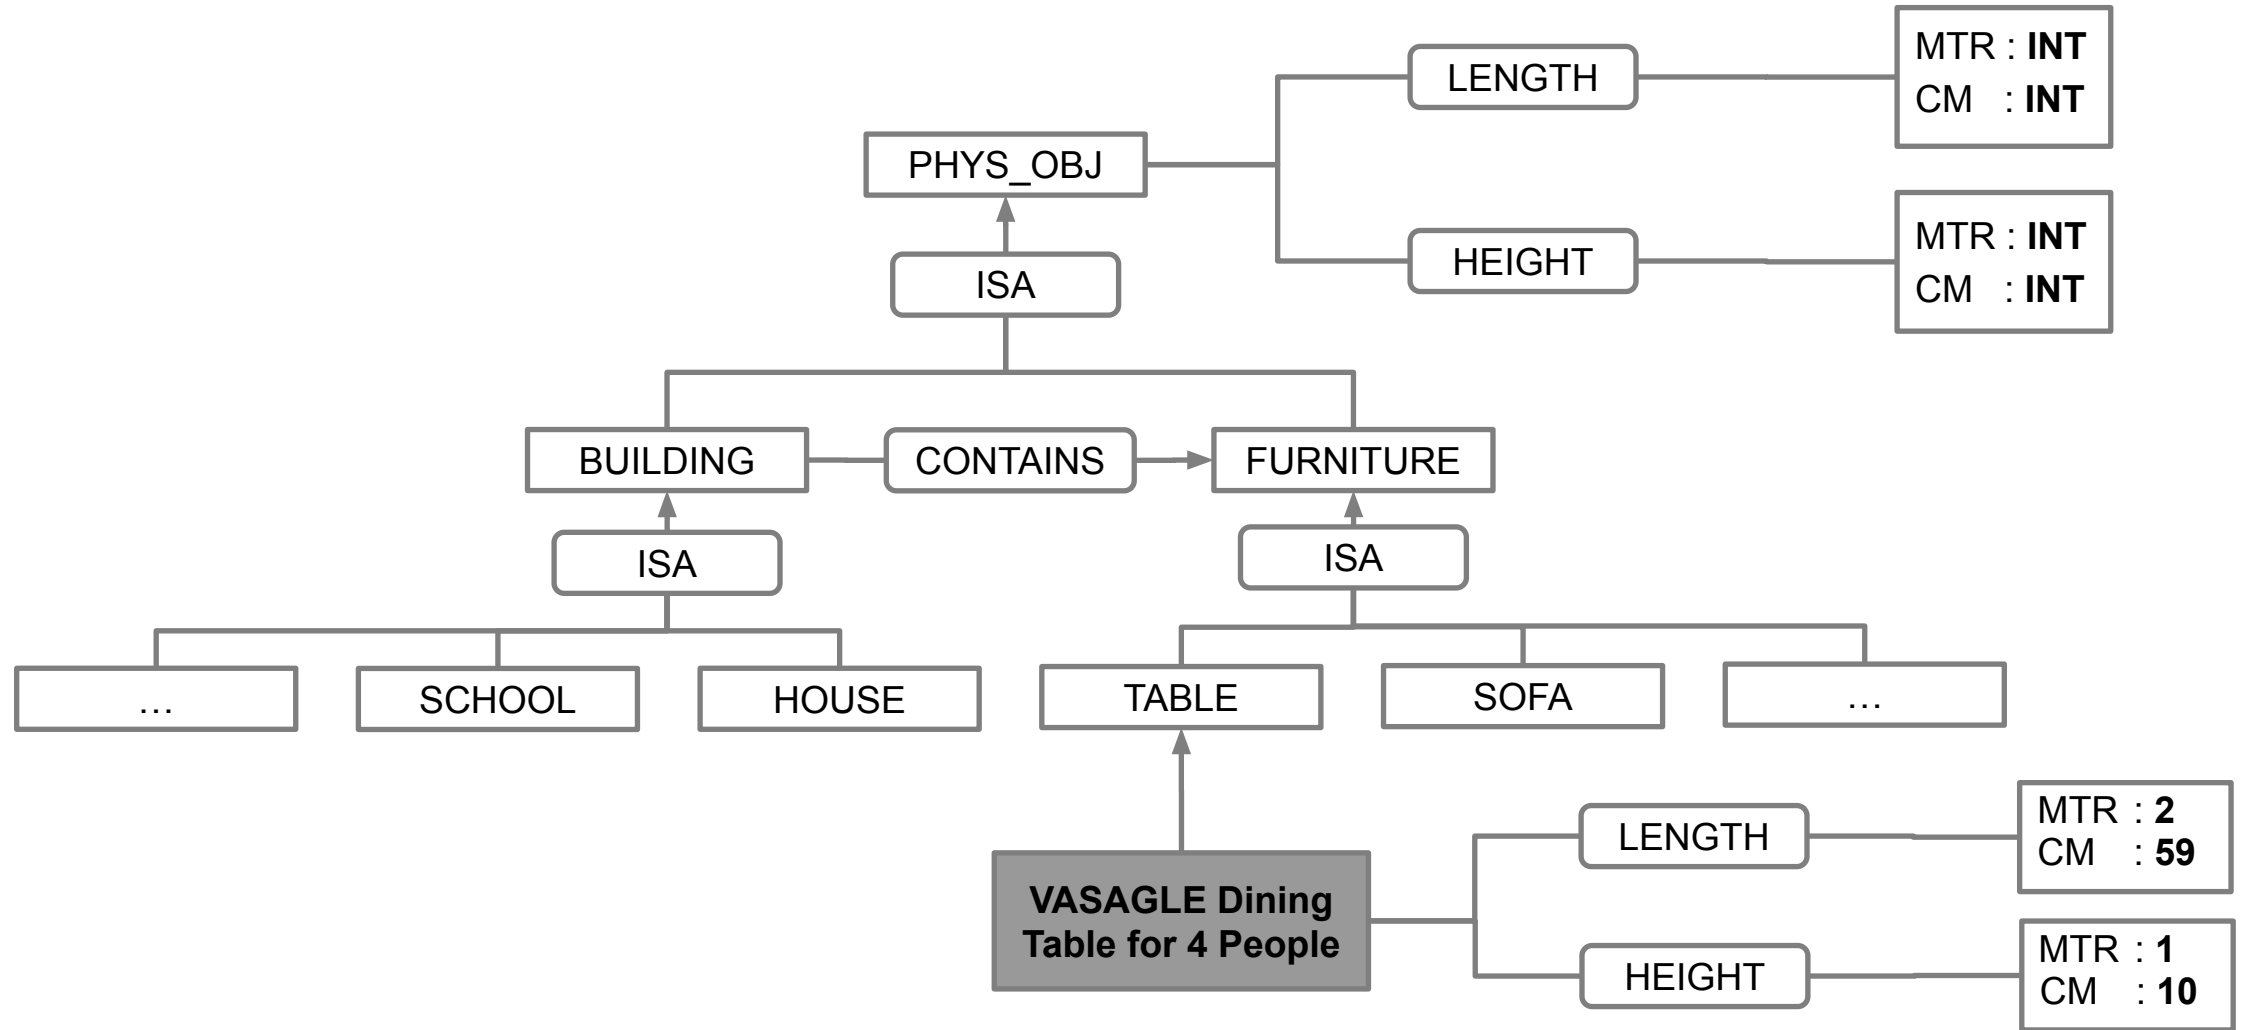 LENGTH
MTR : INT
CM : INT
PHYS_OBJ
HEIGHT
MTR : INT
CM : INT
ISA
BUILDING
CONTAINS
FURNITURE
ISA
ISA
...
SCHOOL
HOUSE
TABLE
SOFA
...
VASAGLE Dining
Table for 4 People
LENGTH
MTR : 2
CM : 59
HEIGHT
MTR : 1
CM : 10